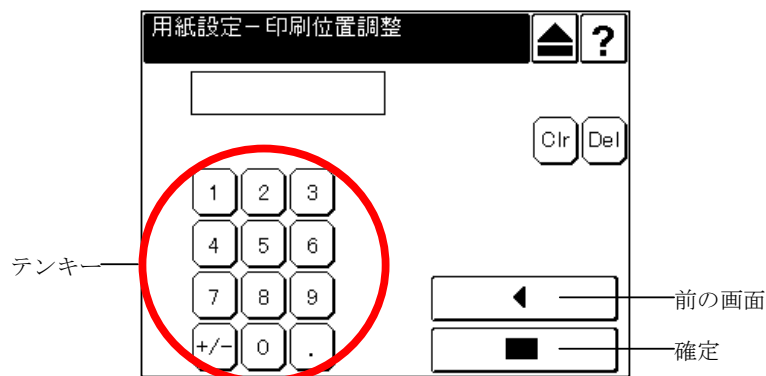 用紙設定－印刷位置調整
?
Clr Del
1 2 3
4 5 6
テンキー
7 8 9
前の画面
+/- 0 .
確定